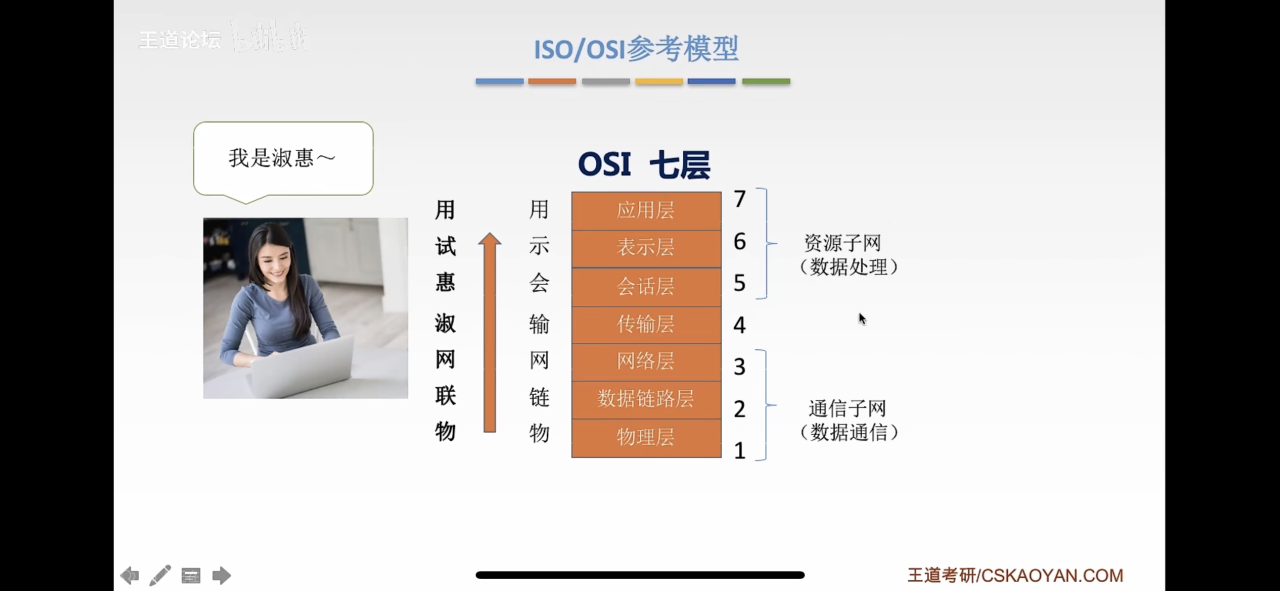 王道论坛
ISO/OSI参考模型
我是淑惠～
OSI 七层
用 用 应用层 7
试 示 表示层 6
惠 会 会话层 5
淑 输 传输层 4
网 网 网络层 3
联 链 数据链路层 2
物 物 物理层 1
资源子网
（数据处理）
通信子网
（数据通信）
王道考研/CSKAOYAN.COM